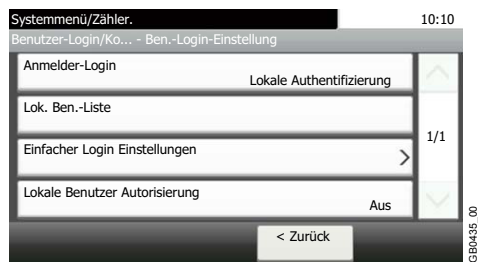 Systemmenü/Zähler.
10:10
Benutzer-Login/Ko... - Ben.-Login-Einstellung
Anmelder-Login
Lokale Authentifizierung
Lok. Ben.-Liste
1/1
Einfacher Login Einstellungen
Lokale Benutzer Autorisierung
Aus
< Zurück
GB0435_00